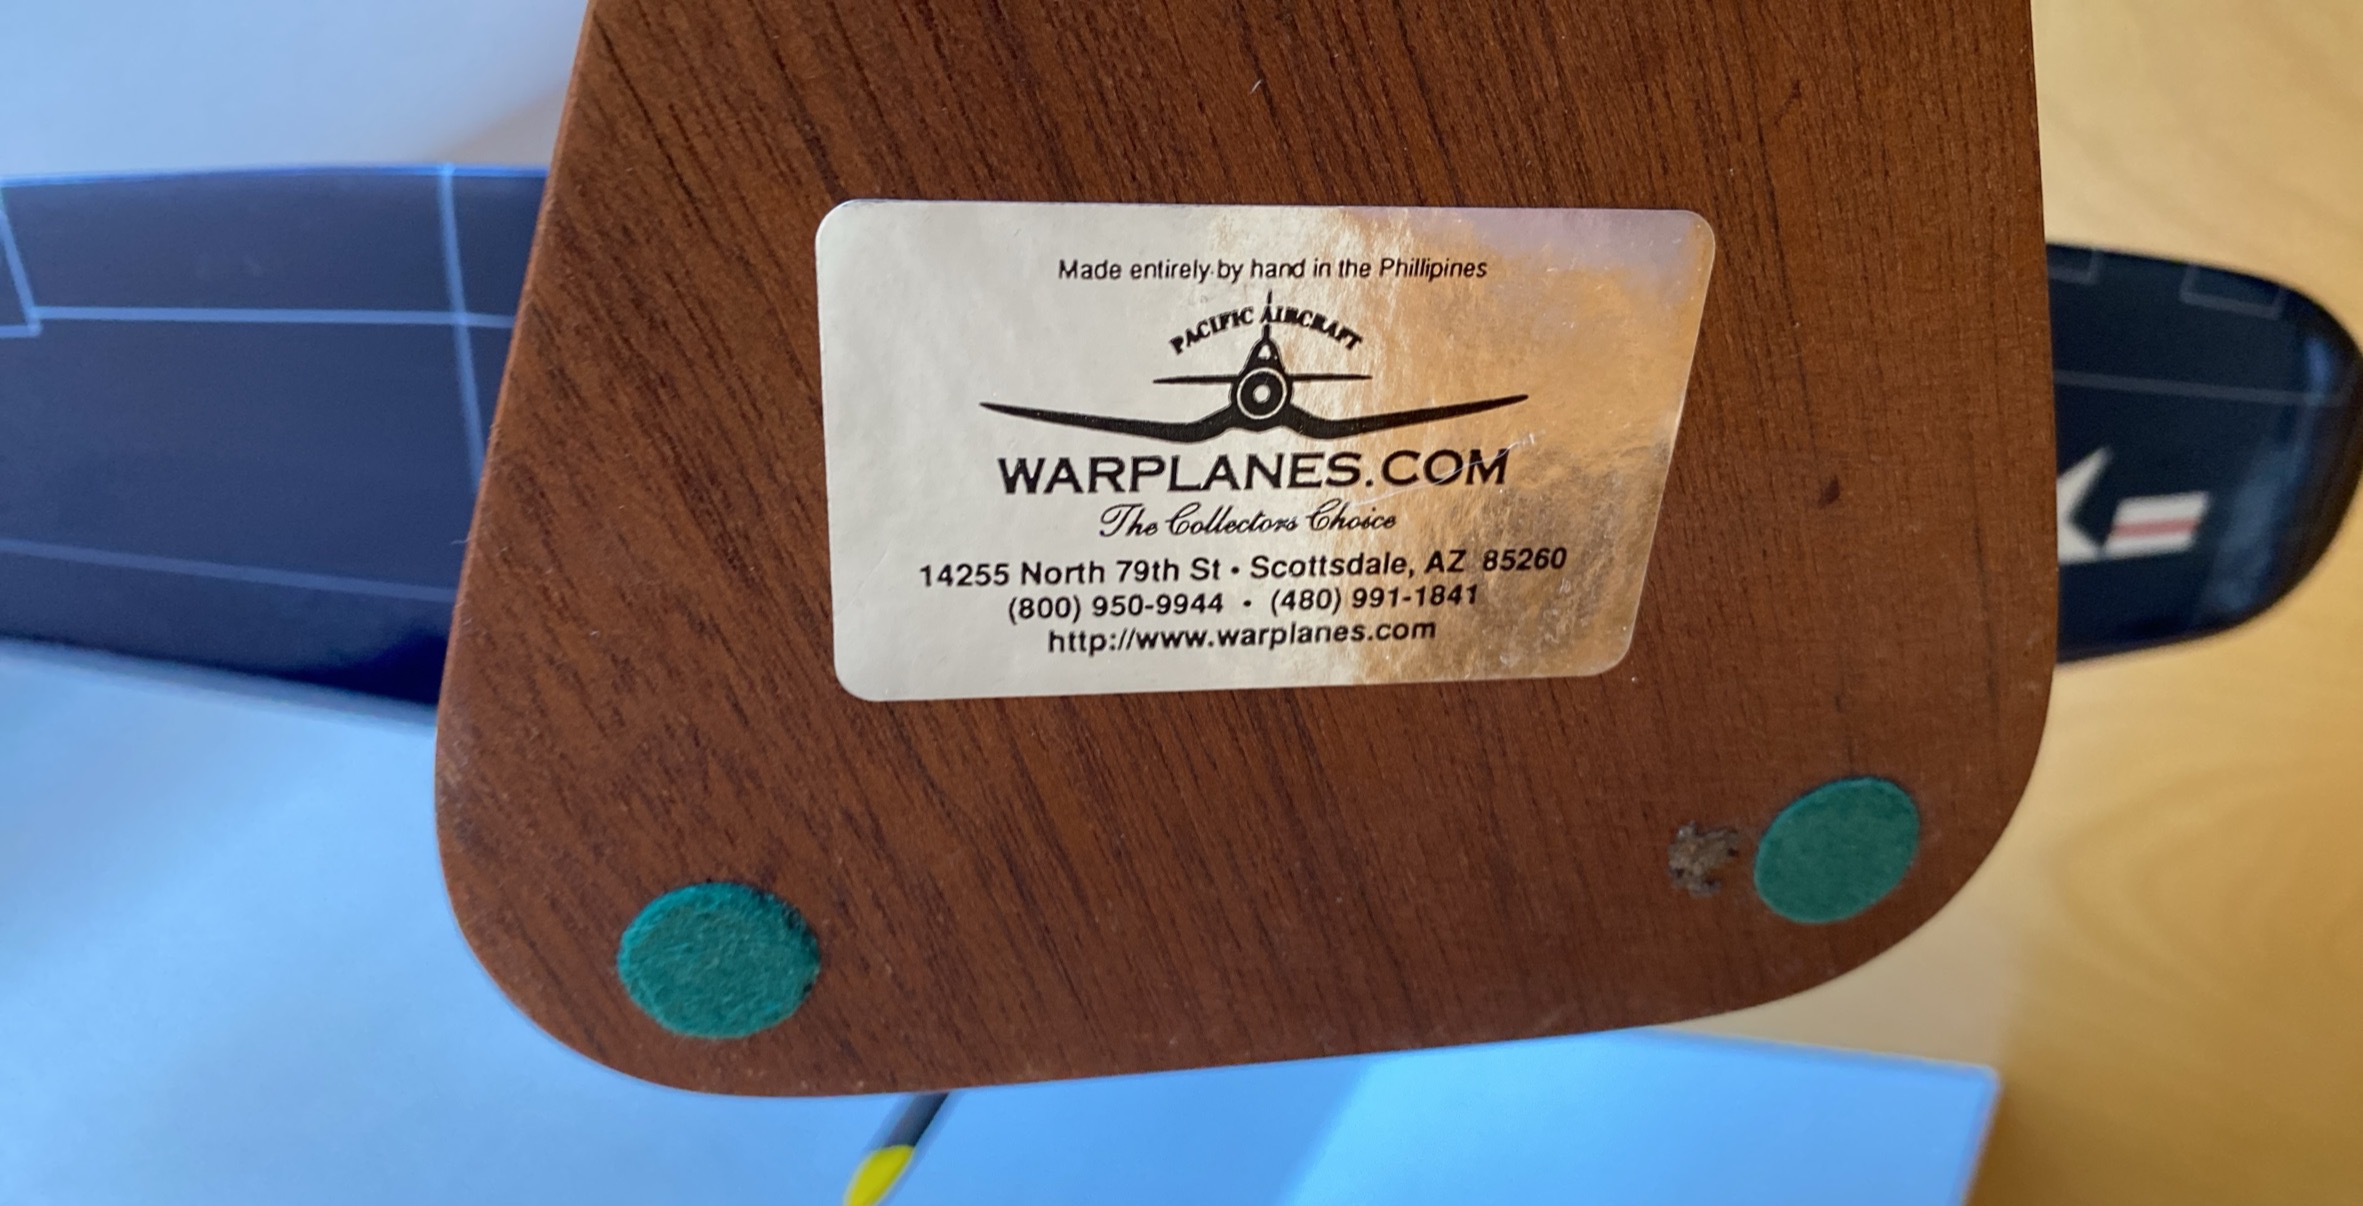 Made entirely by hand in the Phillipines
PACIFIC AIRCRAFT
WARPLANES.COM
The Collectors Choice
14255 North 79th St • Scottsdale, AZ 85260
(800) 950-9944 • (480) 991-1841
http://www.warplanes.com